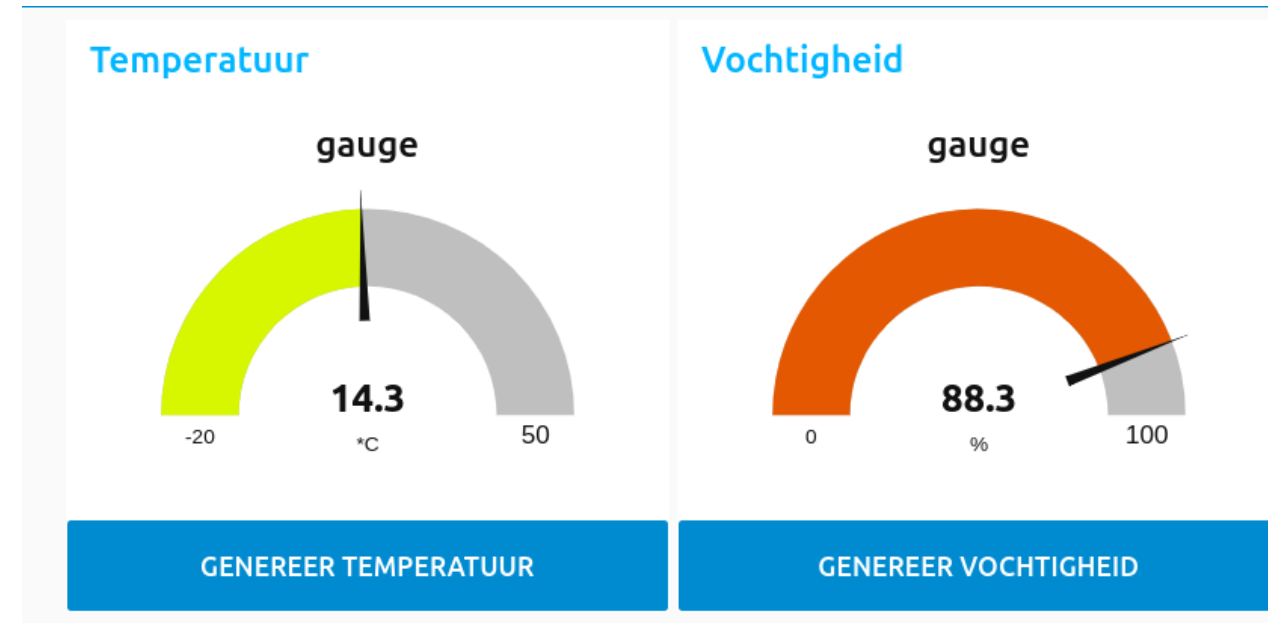 Temperatuur
gauge
14.3
-20
*C
50
GENEREER TEMPERATUUR
Vochtigheid
gauge
88.3
0
%
100
GENEREER VOCHTIGHEID